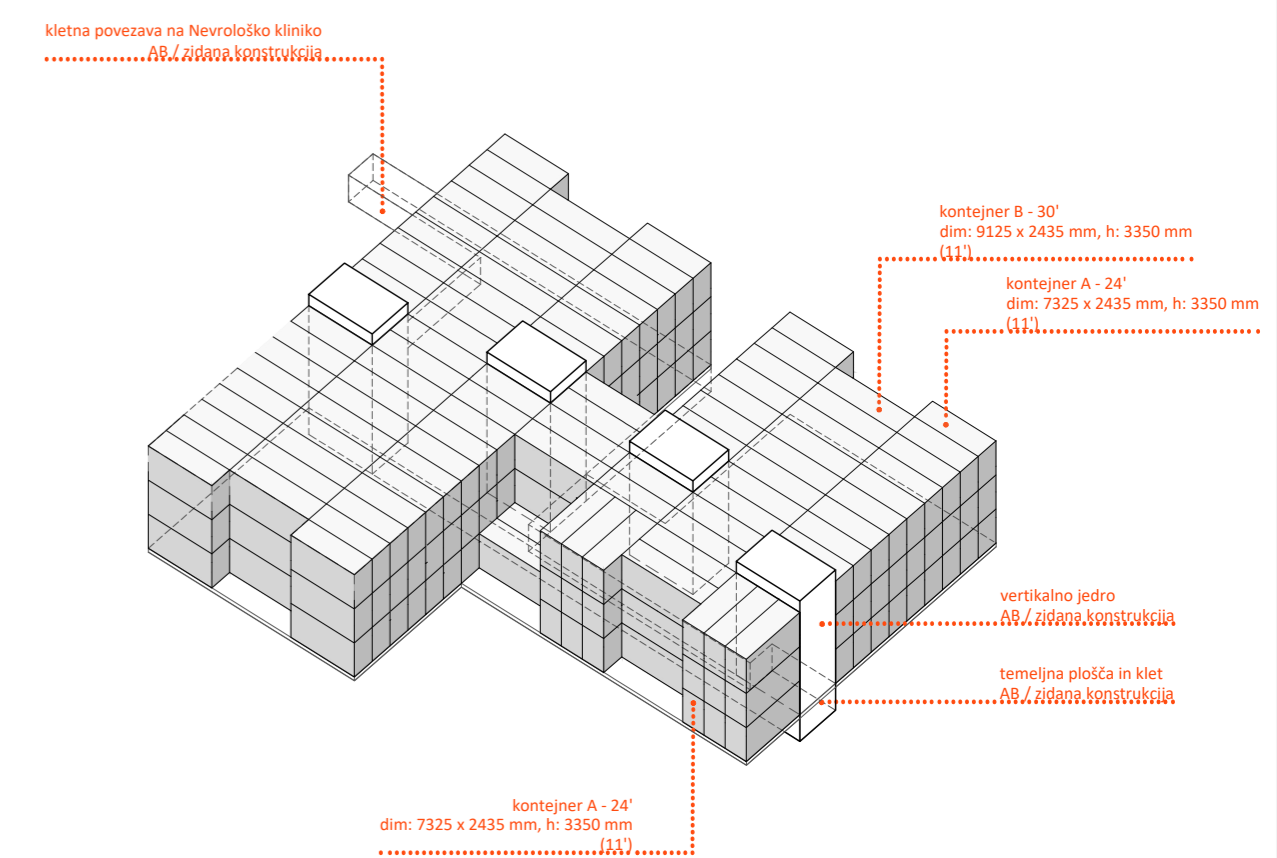 kletna povezava na Nevrološko kliniko
AB / zidana konstrukcija
kontejner B - 30'
dim: 9125 x 2435 mm, h: 3350 mm
(11')
kontejner A - 24'
dim: 7325 x 2435 mm, h: 3350 mm
(11')
vertikalno jedro
AB / zidana konstrukcija
temeljna plošča in klet
AB / zidana konstrukcija
kontejner A - 24'
dim: 7325 x 2435 mm, h: 3350 mm
(11')